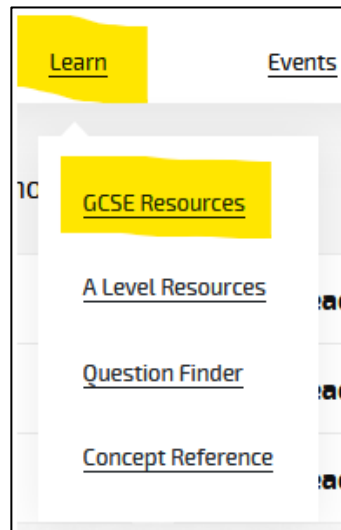 Learn Events
GCSE Resources
A Level Resources
Question Finder
Concept Reference